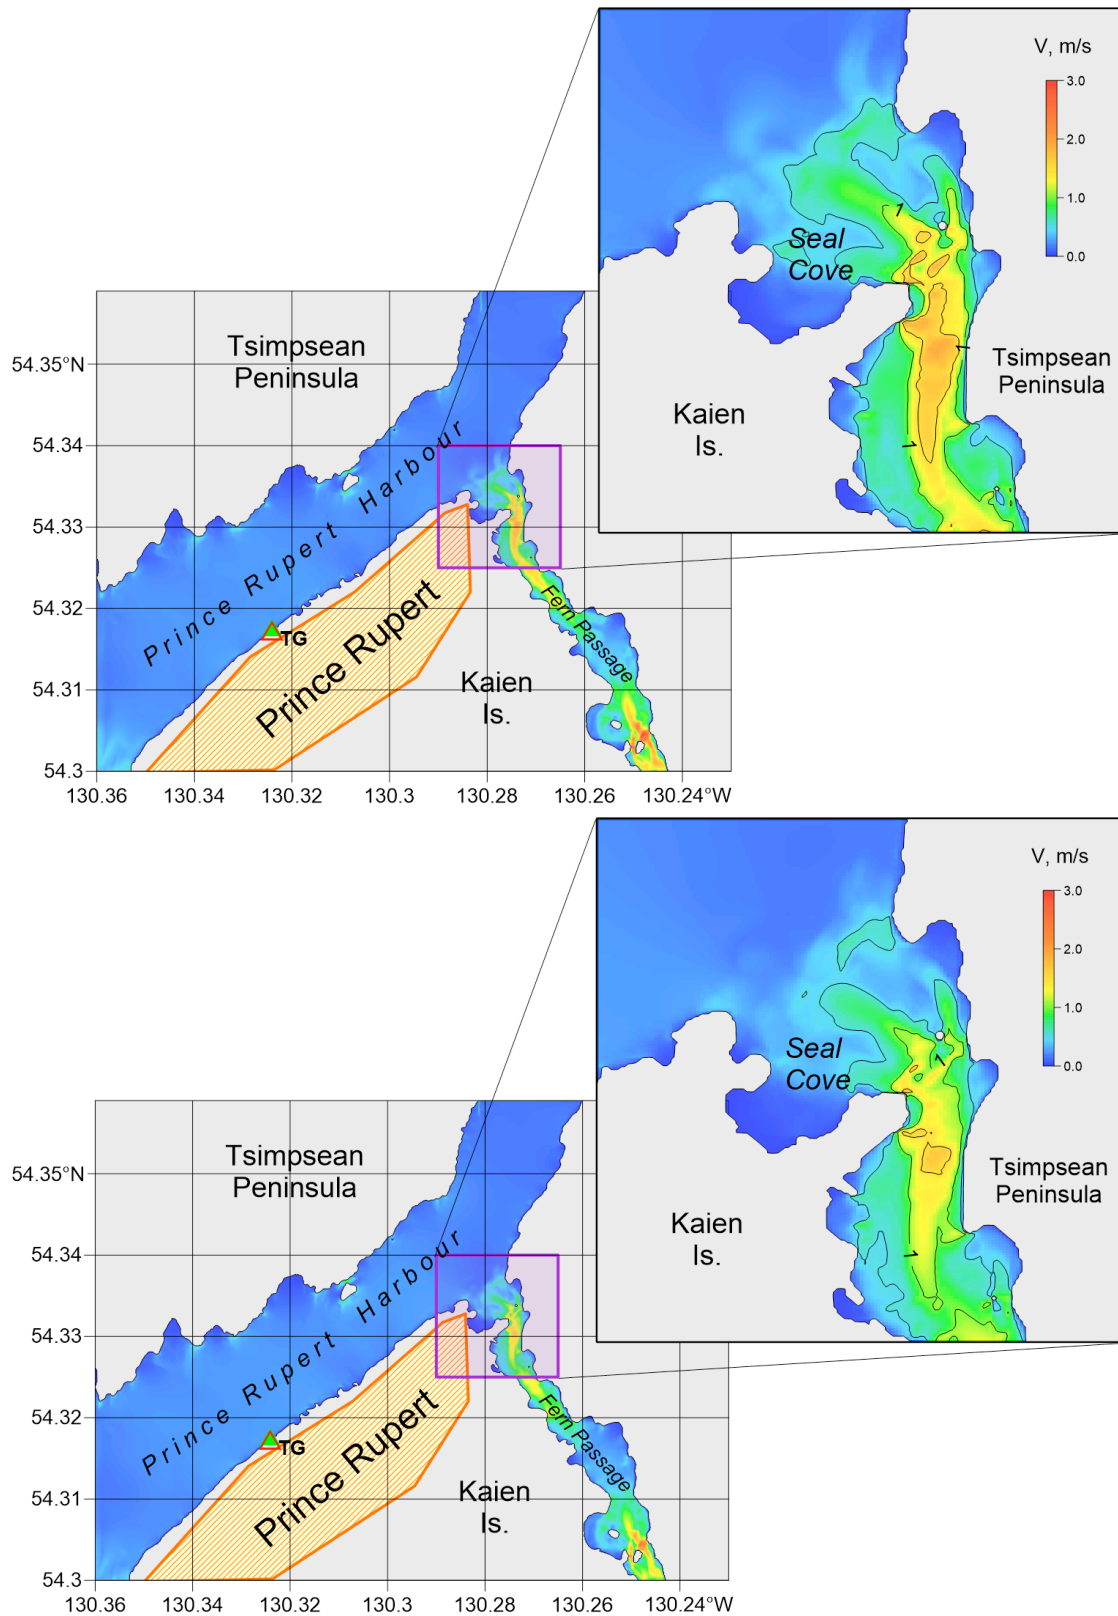 V, m/s
3.0
2.0
1.0
0.0
1
Seal
Cove
1
Tsimpsean
Peninsula
Kaien
Is.
1
Tsimpsean
Peninsula
54.35°N
54.34
54.33
54.32
54.31
54.3
Prince Rupert Harbour
TG
Prince Rupert
Fern Passage
Kaien
Is.
130.36
130.34
130.32
130.3
130.28
130.26
130.24°W
V, m/s
3.0
2.0
1.0
0.0
1
Seal
Cove
Tsimpsean
Peninsula
Kaien
Is.
1
Tsimpsean
Peninsula
54.35°N
54.34
54.33
54.32
54.31
54.3
Prince Rupert Harbour
TG
Prince Rupert
Fern Passage
Kaien
Is.
130.36
130.34
130.32
130.3
130.28
130.26
130.24°W